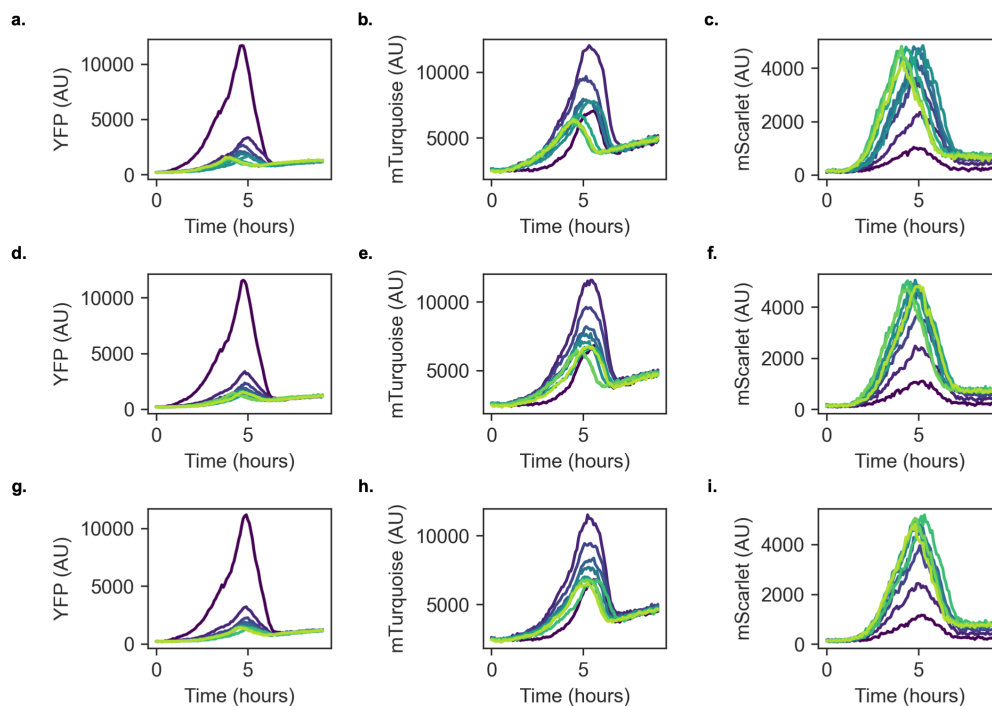 a.
YFP (AU)
10000
5000
0
0
5
Time (hours)
b.
mTurquoise (AU)
10000
5000
0
5
Time (hours)
c.
mScarlet (AU)
4000
2000
0
0
5
Time (hours)
d.
YFP (AU)
10000
5000
0
0
5
Time (hours)
e.
mTurquoise (AU)
10000
5000
0
5
Time (hours)
f.
mScarlet (AU)
4000
2000
0
0
5
Time (hours)
g.
YFP (AU)
10000
5000
0
0
5
Time (hours)
h.
mTurquoise (AU)
10000
5000
0
5
Time (hours)
i.
mScarlet (AU)
4000
2000
0
0
5
Time (hours)